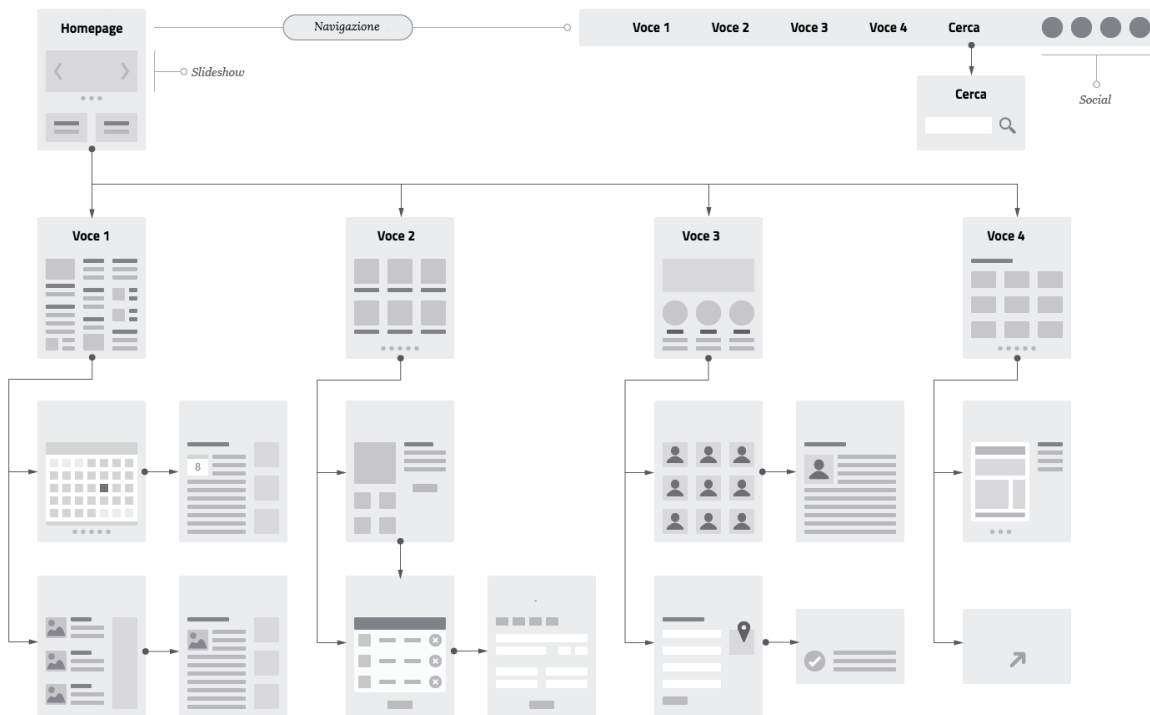 Homepage
Navigazione
Voce 1 Voce 2 Voce 3 Voce 4 Cerca
Slideshow
Cerca
Social
Voce 1 Voce 2 Voce 3 Voce 4
8